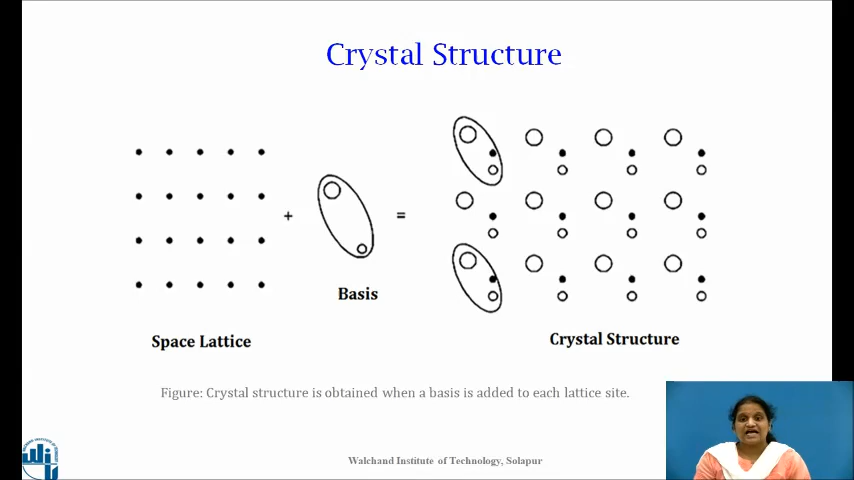 Crystal Structure
+
=
Basis
Space Lattice
Crystal Structure
Figure: Crystal structure is obtained when a basis is added to each lattice site.
Walchand Institute of Technology, Solapur